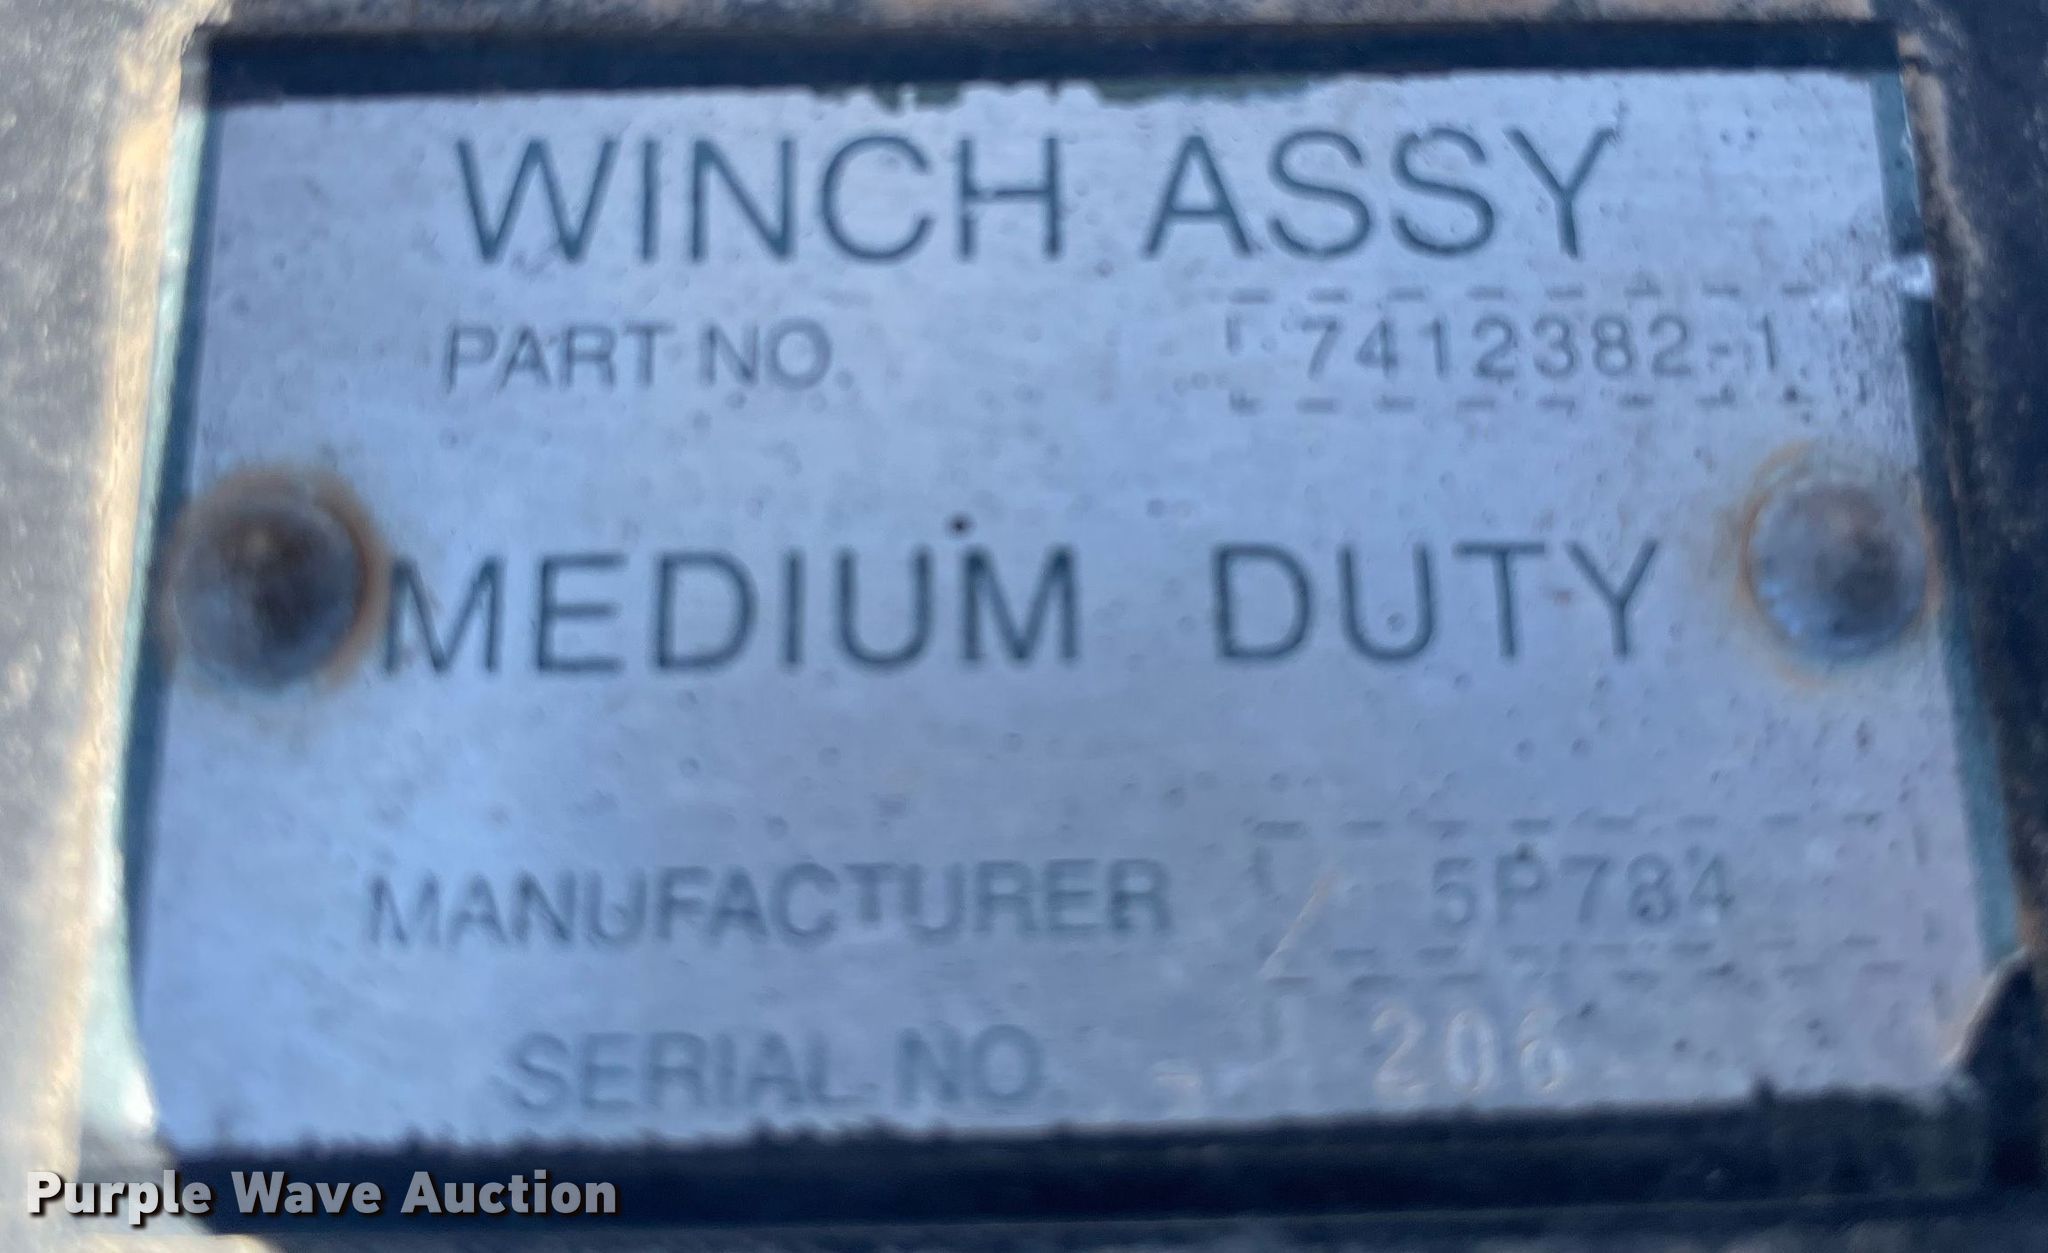 WINCH ASSY
PART NO. 7412382-1
MEDIUM DUTY
MANUFACTURER 5P784
SERIAL NO. 206
Purple Wave Auction